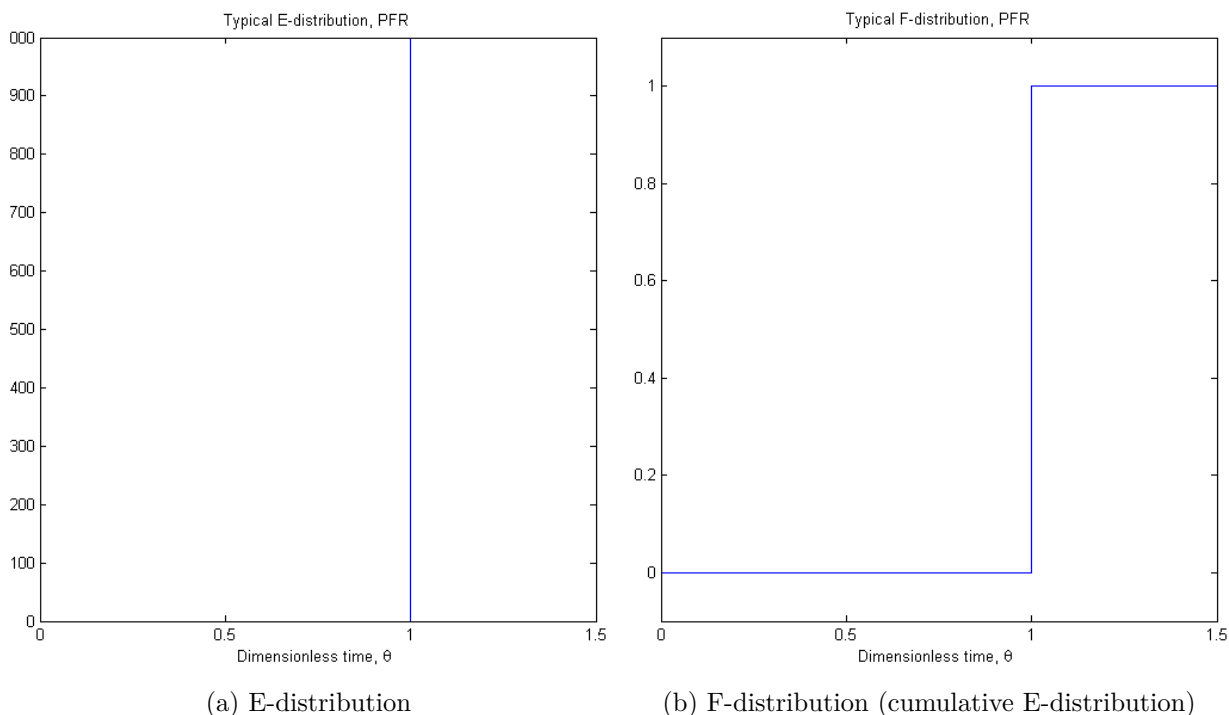 Typical E-distribution, PFR
000
900
800
700
600
500
400
300
200
100
0
0 0.5 1 1.5
Dimensionless time, θ
(a) E-distribution
Typical F-distribution, PFR
1
0.8
0.6
0.4
0.2
0
0 0.5 1 1.5
Dimensionless time, θ
(b) F-distribution (cumulative E-distribution)